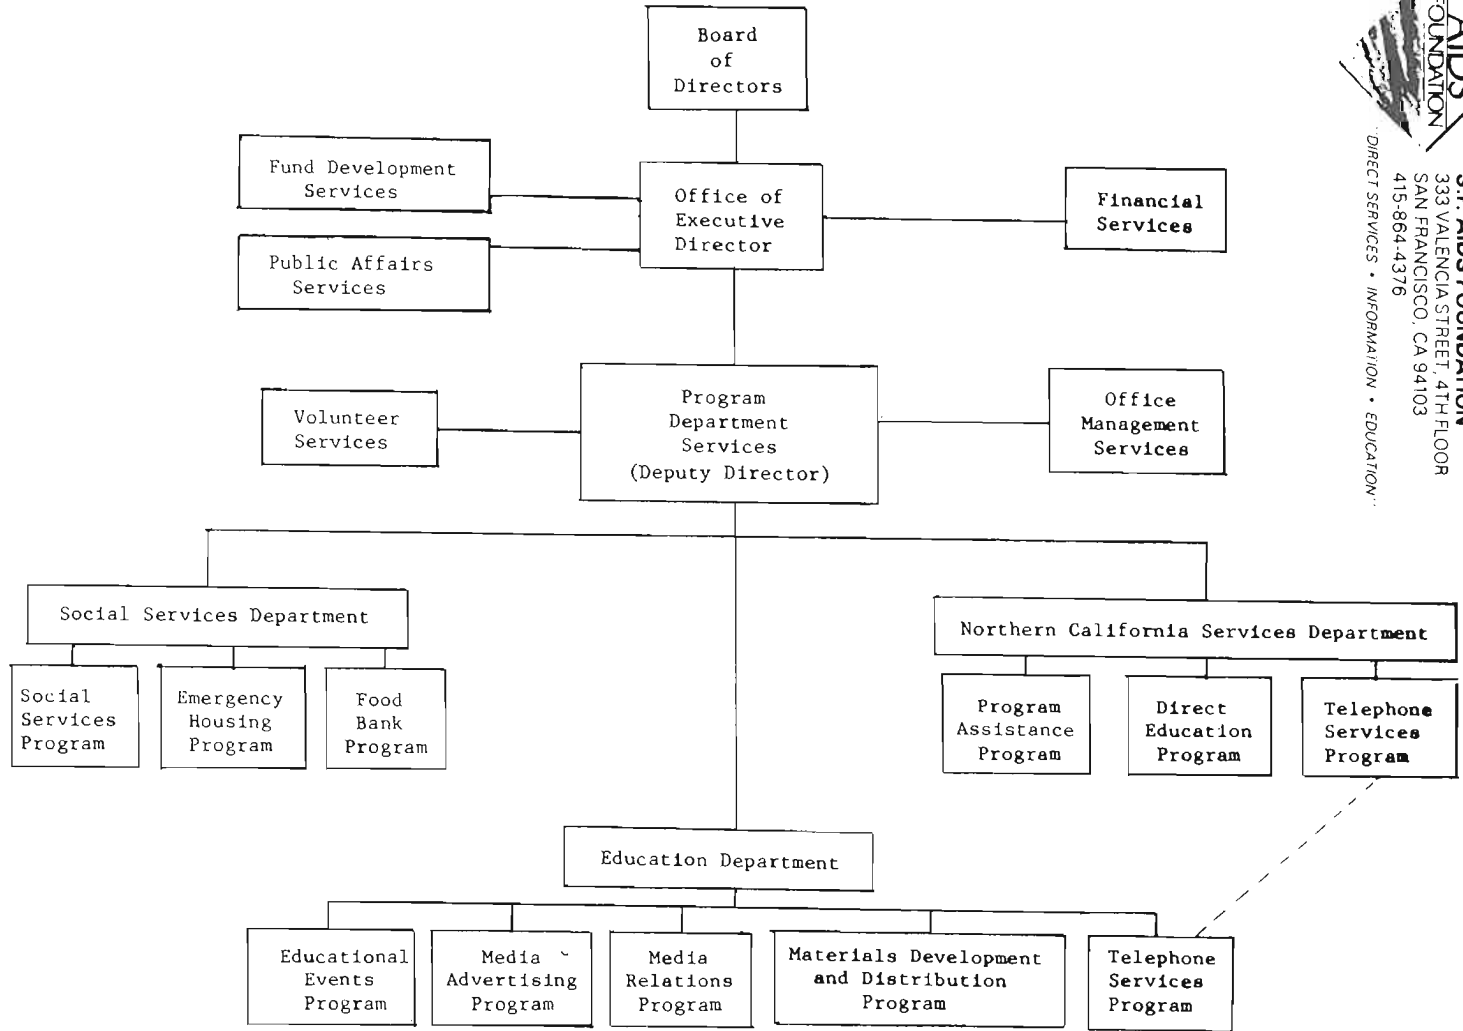 Board
of
Directors
Fund Development
Services
Office of
Executive
Director
Financial
Services
Public Affairs
Services
Volunteer
Services
Program
Department
Services
(Deputy Director)
Office
Management
Services
Social Services Department
Northern California Services Department
Social
Services
Program
Emergency
Housing
Program
Food
Bank
Program
Program
Assistance
Program
Direct
Education
Program
Telephone
Services
Program
Education Department
Educational
Events
Program
Media
Advertising
Program
Media
Relations
Program
Materials Development
and Distribution
Program
Telephone
Services
Program
AIDS
FOUNDATION
S.F. AIDS FOUNDATION
333 VALENCIA STREET, 4TH FLOOR
SAN FRANCISCO, CA 94103
415-864-4376
"DIRECT SERVICES • INFORMATION • EDUCATION"